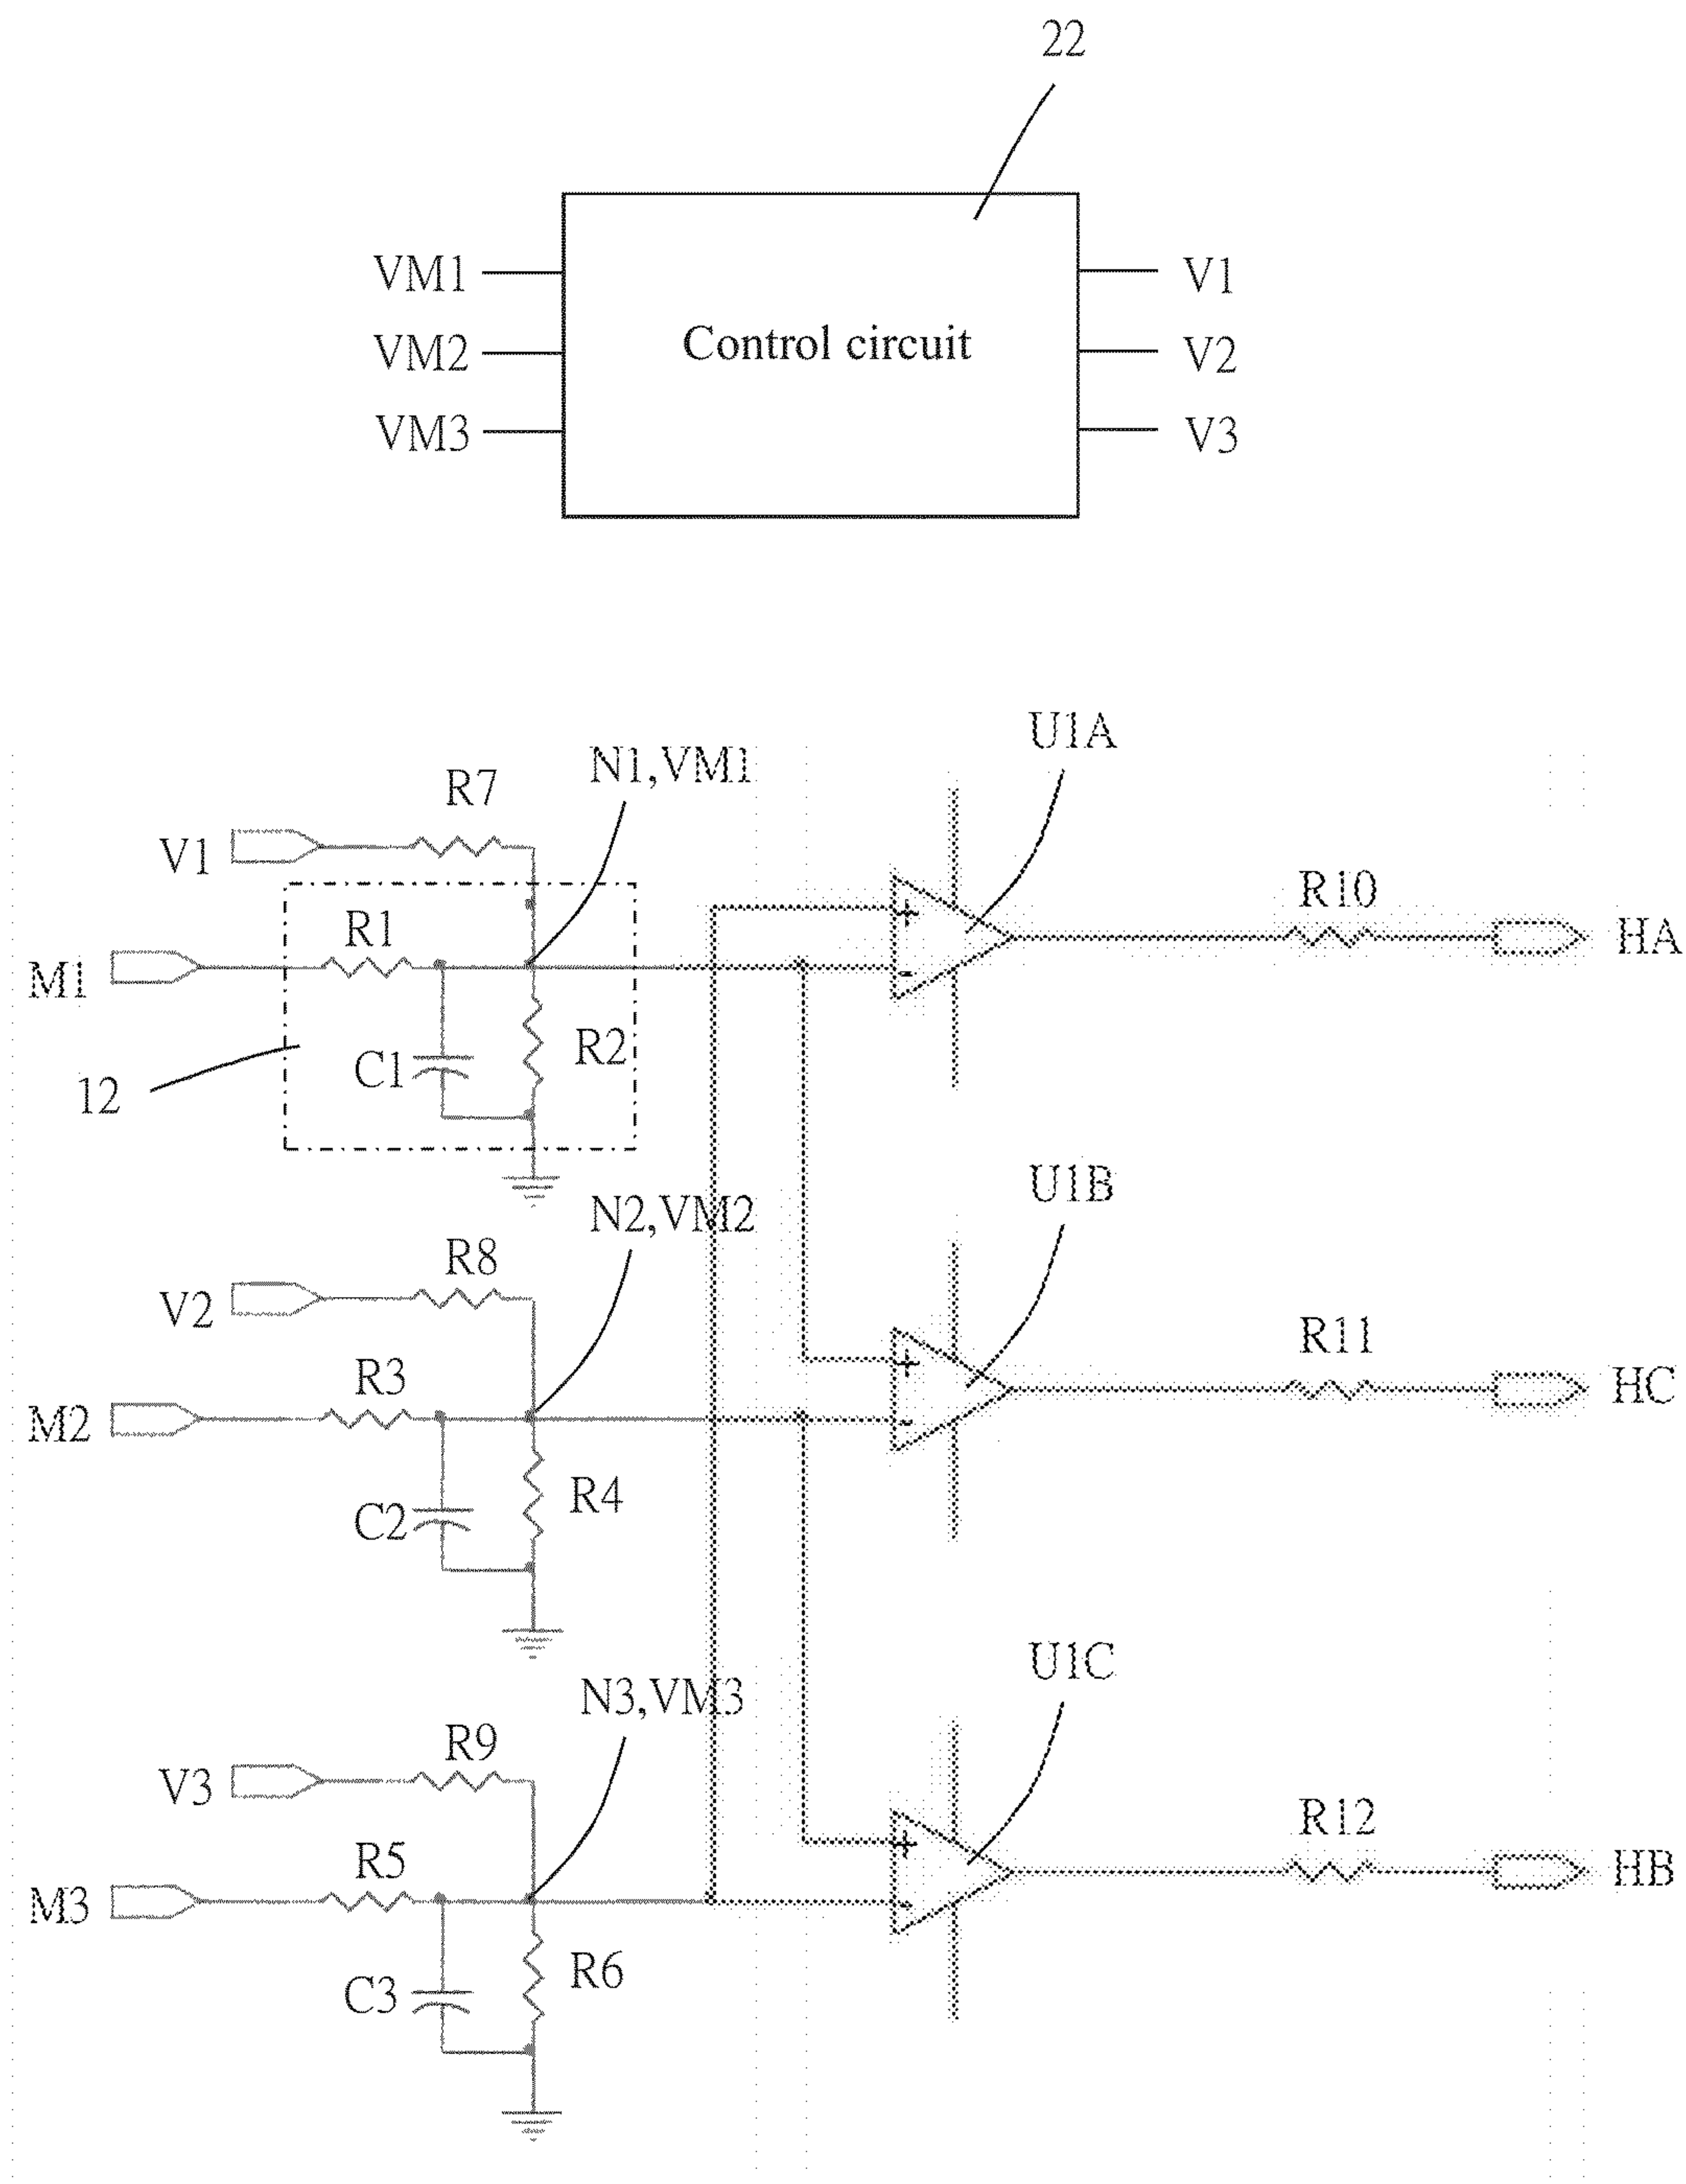 22
VM1
V1
VM2
Control circuit
V2
VM3
V3
U1A
N1,VM1
R7
V1
+
R10
HA
R1
M1
-
R2
C1
12
U1B
N2,VM2
R8
V2
+
R11
HC
R3
M2
-
R4
C2
U1C
N3,VM3
R9
V3
+
R12
HB
R5
M3
-
R6
C3